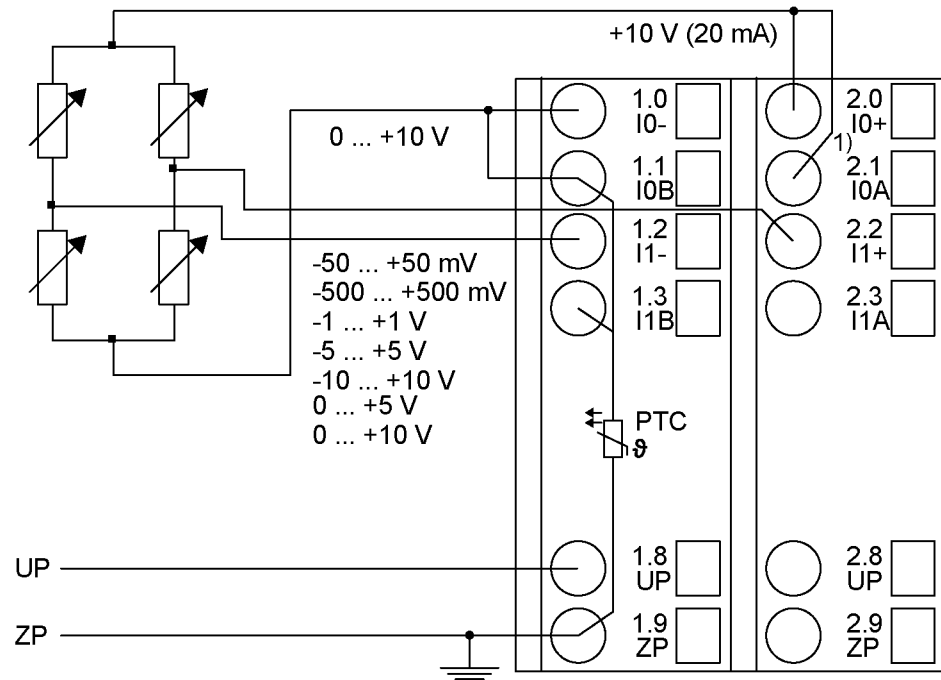 +10 V (20 mA)
1.0
I0-
2.0
I0+
0 ... +10 V
1)
1.1
I0B
2.1
I0A
1.2
I1-
2.2
I1+
-50 ... +50 mV
-500 ... +500 mV
-1 ... +1 V
-5 ... +5 V
-10 ... +10 V
0 ... +5 V
0 ... +10 V
1.3
I1B
2.3
I1A
PTC
ϑ
UP
1.8
UP
2.8
UP
ZP
1.9
ZP
2.9
ZP